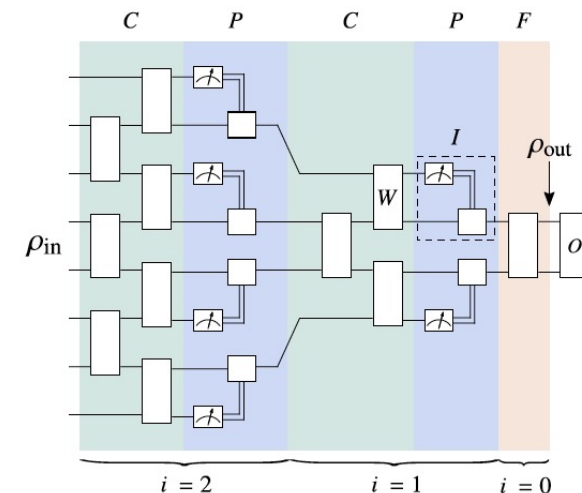 C P C P F
I
ρout
W
ρin
O
i = 2 i = 1 i = 0